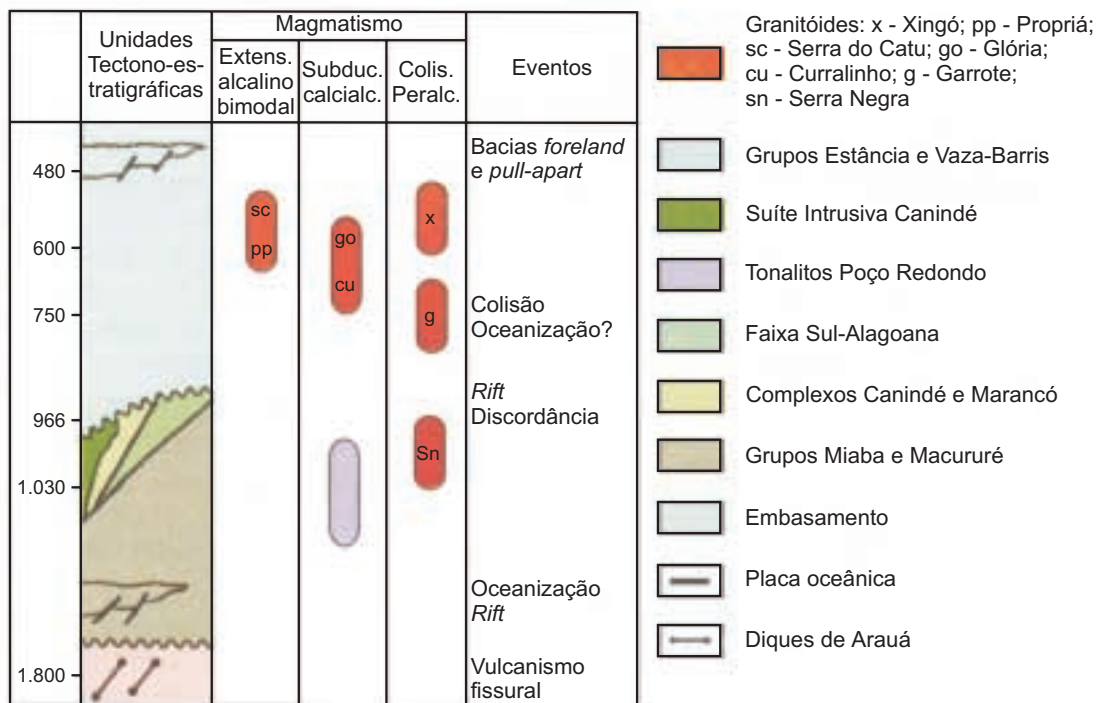 Unidades
Tectono-es-
tratigráficas
Magmatismo
Extens.
alcalino
bimodal
Subduc.
calcialc.
Colis.
Peralc.
Eventos
480
600
750
966
1.030
1.800
sc
pp
go
cu
x
g
Sn
Bacias foreland
e pull-apart
Colisão
Oceanização?
Rift
Discordância
Oceanização
Rift
Vulcanismo
fissural
Granitóides: x - Xingó; pp - Propriá;
sc - Serra do Catu; go - Glória;
cu - Curralinho; g - Garrote;
sn - Serra Negra
Grupos Estância e Vaza-Barris
Suíte Intrusiva Canindé
Tonalitos Poço Redondo
Faixa Sul-Alagoana
Complexos Canindé e Marancó
Grupos Miaba e Macururé
Embasamento
Placa oceânica
Diques de Arauá